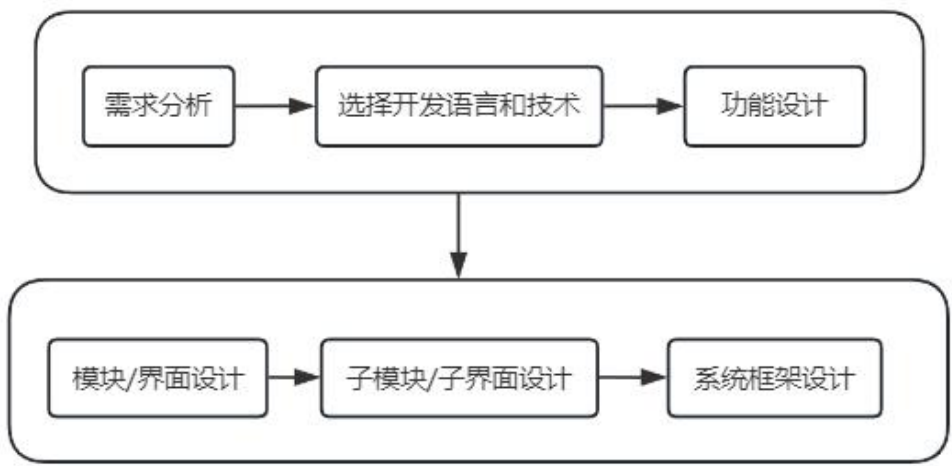 需求分析
选择开发语言和技术
功能设计
模块/界面设计
子模块/子界面设计
系统框架设计